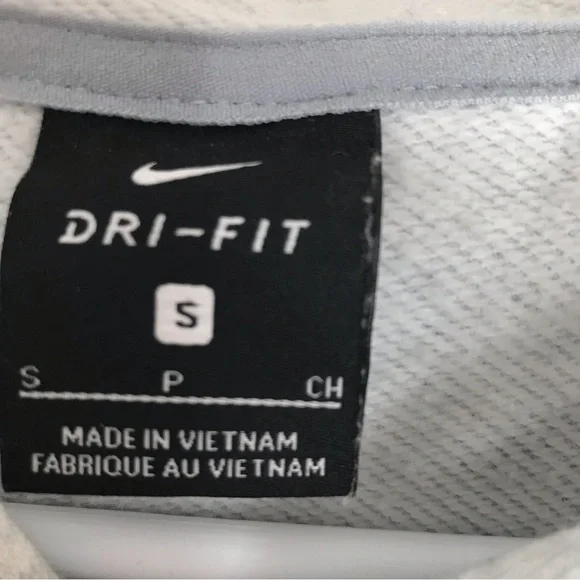 DRI-FIT
S
S P CH
MADE IN VIETNAM
FABRIQUE AU VIETNAM